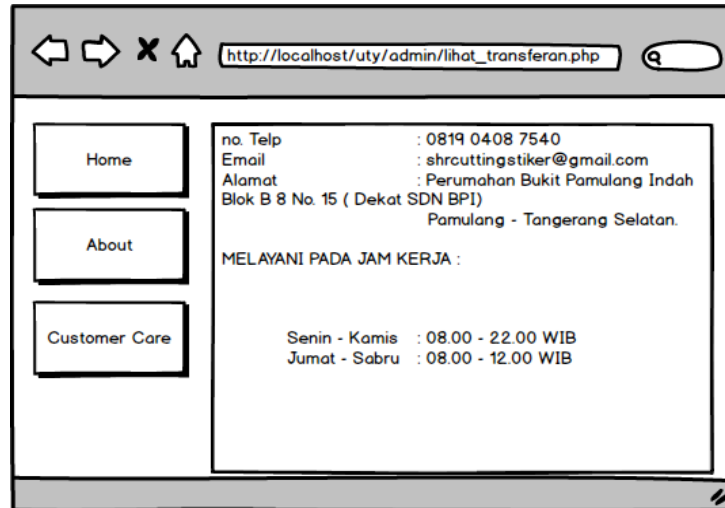 http://localhost/uty/admin/lihat_transferan.php
Home
About
Customer Care
no. Telp : 0819 0408 7540
Email : shrcuttingstiker@gmail.com
Alamat : Perumahan Bukit Pamulang Indah
Blok B 8 No. 15 ( Dekat SDN BPI)
Pamulang - Tangerang Selatan.
MELAYANI PADA JAM KERJA :
Senin - Kamis : 08.00 - 22.00 WIB
Jumat - Sabru : 08.00 - 12.00 WIB